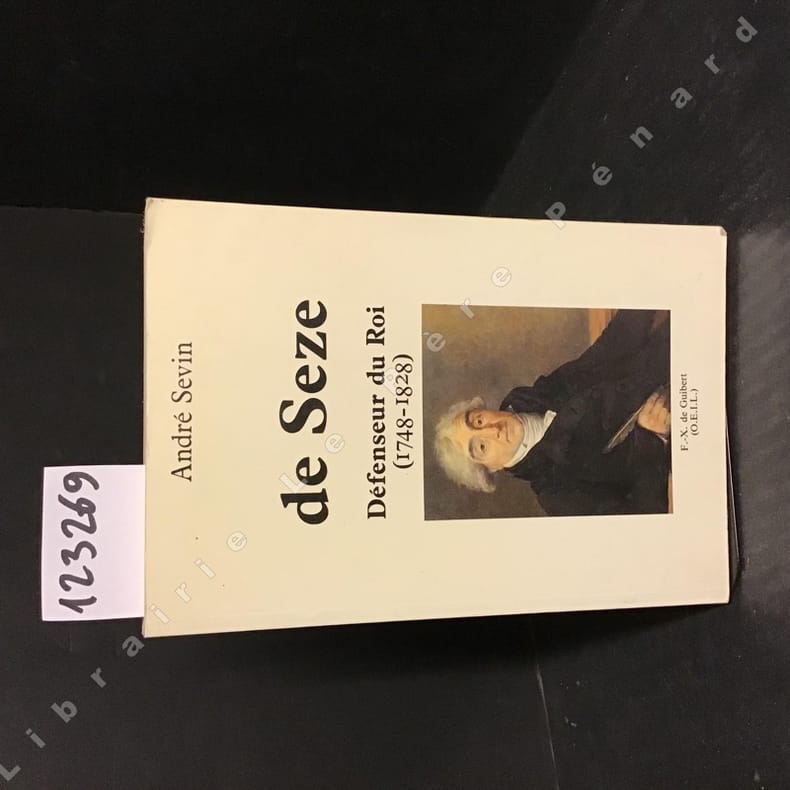 André Sevin
de Seze
Défenseur du Roi
(1748-1828)
F.-X. de Guibert
(O.E.I.L.)
123269
Librairie le Père Pénard